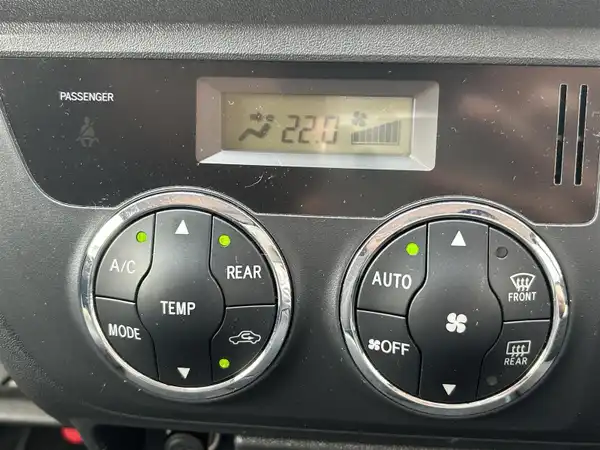 PASSENGER
22.0
A/C
REAR
TEMP
MODE
AUTO
FRONT
OFF
REAR